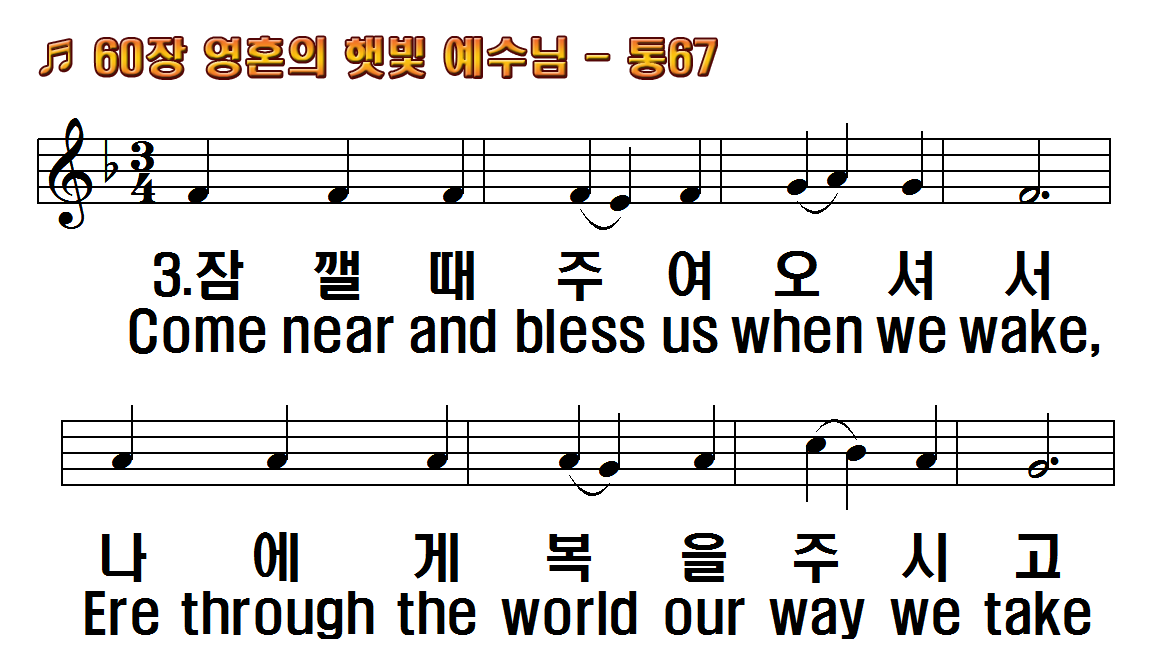 ♬ 60장 영혼의 햇빛 예수님 - 통67
3
4
3.잠 깰 때 주 여 오 셔 서
Come near and bless us when we wake,
나 에 게 복 을 주 시 고
Ere through the world our way we take